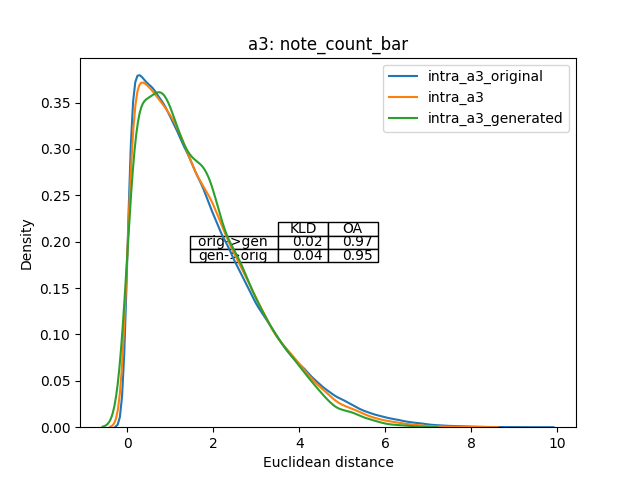 a3: note_count_bar
intra_a3_original
intra_a3
intra_a3_generated
KLD OA
orig->gen 0.02 0.97
gen->orig 0.04 0.95
Density
0.35
0.30
0.25
0.20
0.15
0.10
0.05
0.00
0 2 4 6 8 10
Euclidean distance